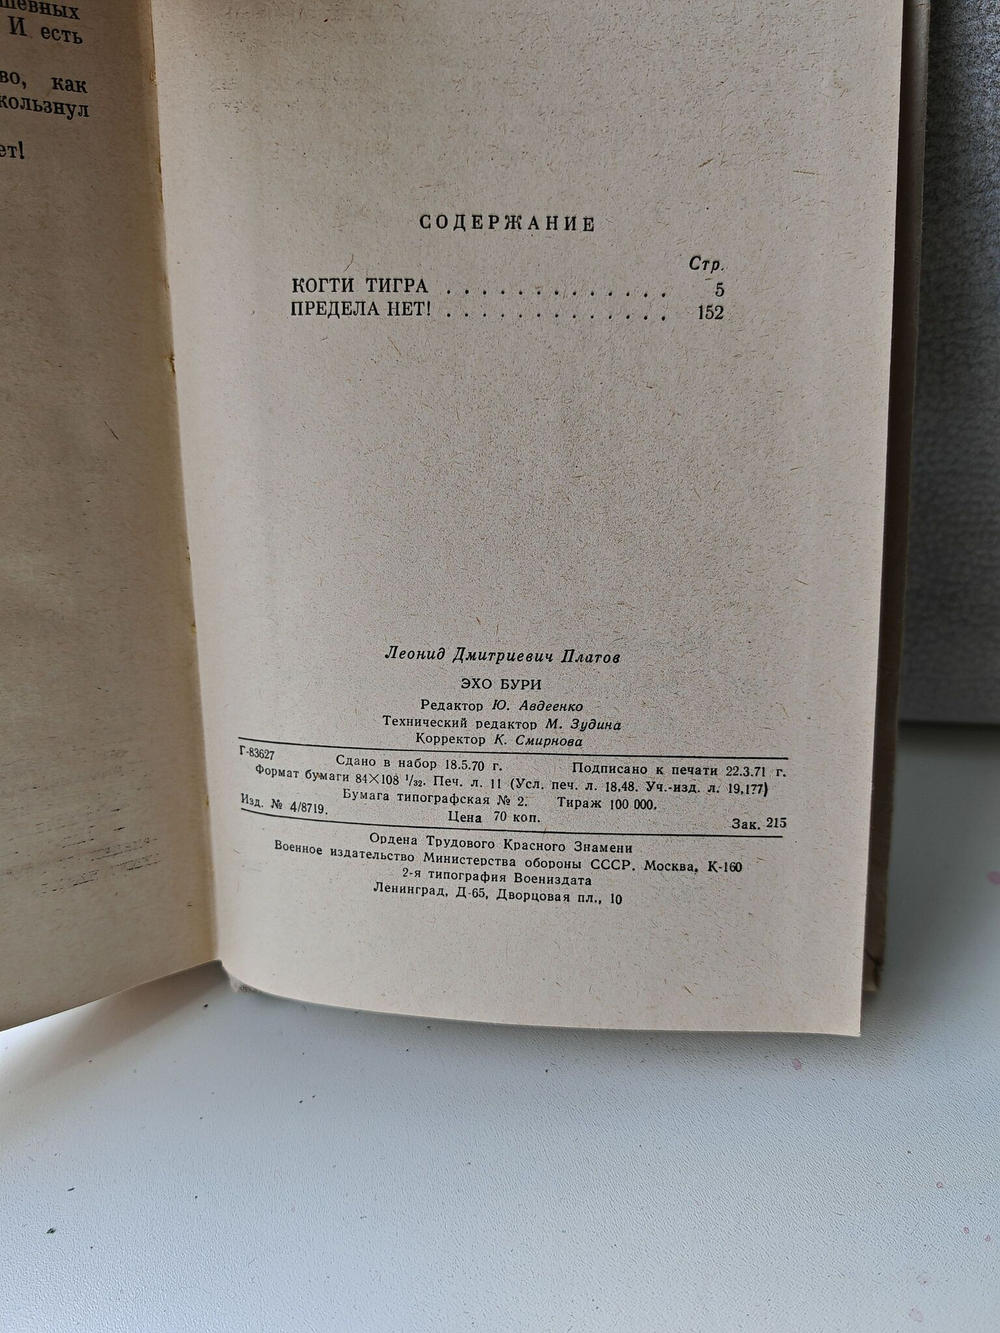 И есть
как
ет!
СОДЕРЖАНИЕ
Стр.
КОГТИ ТИГРА . . . . . . . . . . . . . 5
ПРЕДЕЛА НЕТ! . . . . . . . . . . . . . 152
Леонид Дмитриевич Платов
ЭХО БУРИ
Редактор Ю. Авдеенко
Технический редактор М. Зудина
Корректор К. Смирнова
Г-83627 Сдано в набор 18.5.70 г. Подписано к печати 22.3.71 г.
Формат бумаги 84×108 1/32. Печ. л. 11 (Усл. печ. л. 18,48. Уч.-изд. л. 19,177)
Бумага типографская № 2. Тираж 100 000.
Изд. № 4/8719. Цена 70 коп. Зак. 215
Ордена Трудового Красного Знамени
Военное издательство Министерства обороны СССР. Москва, К-160
2-я типография Воениздата
Ленинград, Д-65, Дворцовая пл., 10